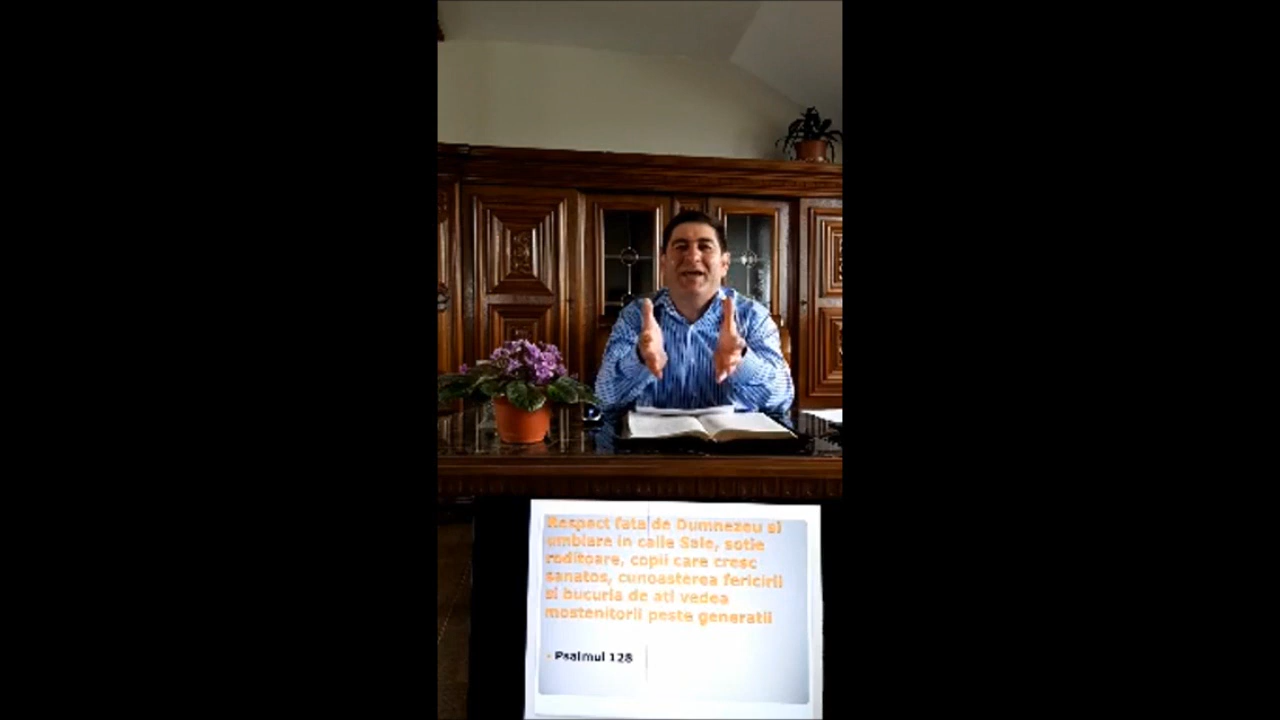 Respect fata de Dumnezeu si
umblare in caile Sale, sotie
roditoare, copii care cresc
sanatos, cunoasterea fericirii
si bucuria de ati vedea
mostenitorii peste generatii
- Psalmul 128